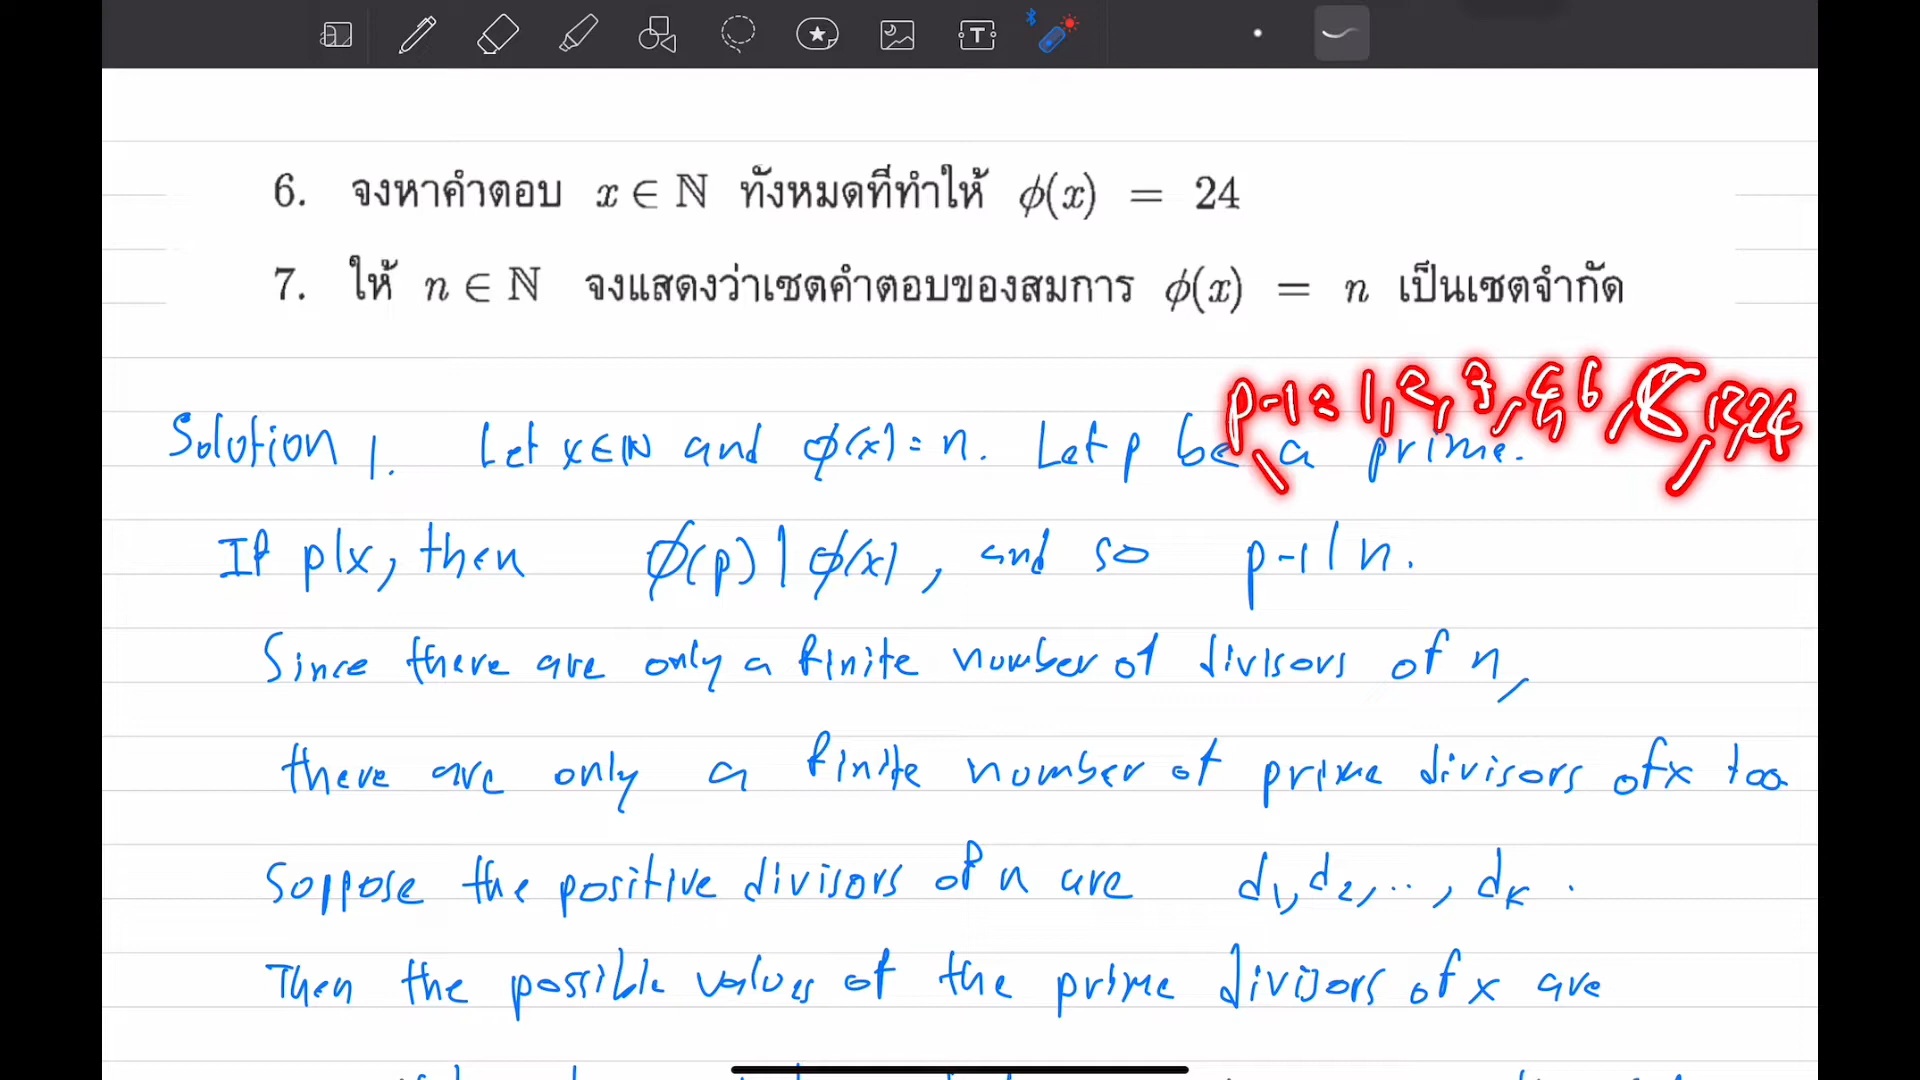 6. จงหาคำตอบ x ∈ ℕ ทั้งหมดที่ทำให้ ϕ(x) = 24
7. ให้ n ∈ ℕ จงแสดงว่าเซตคำตอบของสมการ ϕ(x) = n เป็นเซตจำกัด
p-1 = 1, 2, 3, 4, 6, 8, 12, 24
Solution 1. Let x∈ℕ and ϕ(x)=n. Let p be a prime.
If p|x, then ϕ(p) | ϕ(x), and so p-1 | n.
Since there are only a finite number of divisors of n,
there are only a finite number of prime divisors of x too
Suppose the positive divisors of n are d1, d2, .., dk.
Then the possible values of the prime divisors of x are